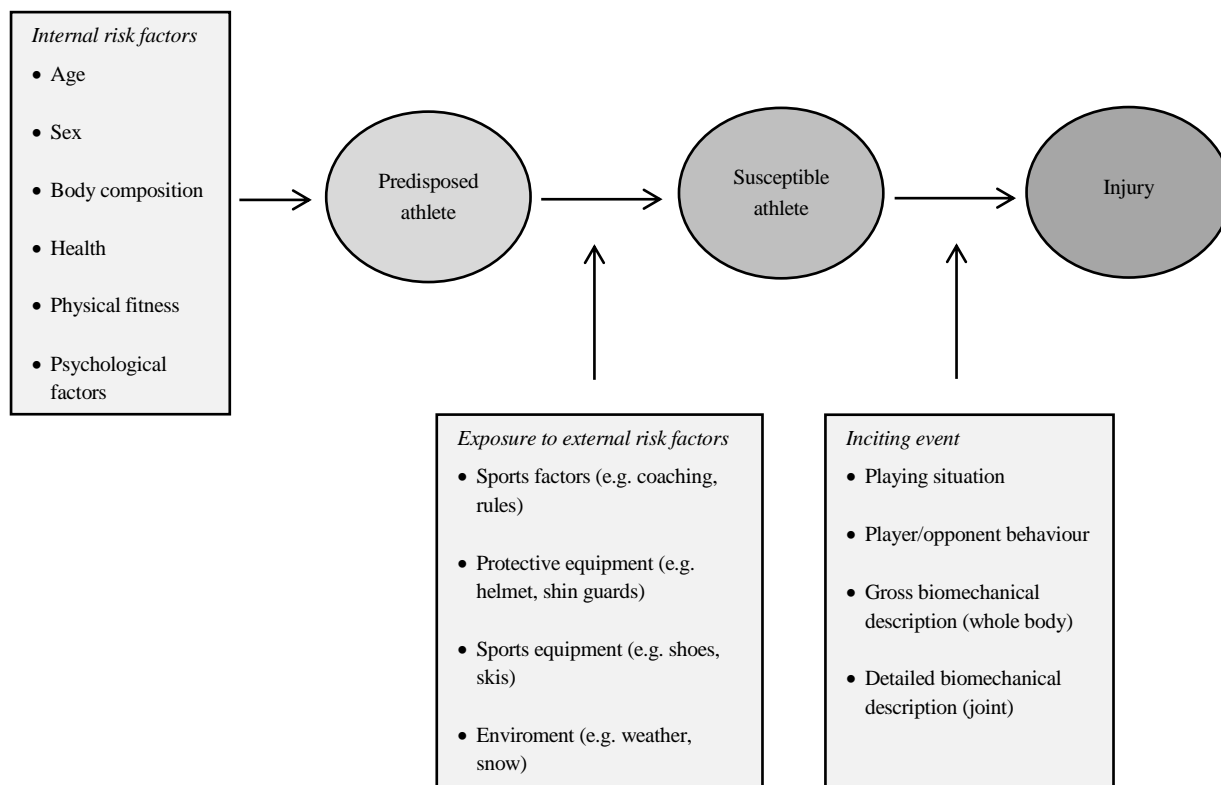 Internal risk factors
• Age
• Sex
• Body composition
• Health
• Physical fitness
• Psychological
factors
Predisposed
athlete
Susceptible
athlete
Injury
Exposure to external risk factors
• Sports factors (e.g. coaching,
rules)
• Protective equipment (e.g.
helmet, shin guards)
• Sports equipment (e.g. shoes,
skis)
• Enviroment (e.g. weather,
snow)
Inciting event
• Playing situation
• Player/opponent behaviour
• Gross biomechanical
description (whole body)
• Detailed biomechanical
description (joint)